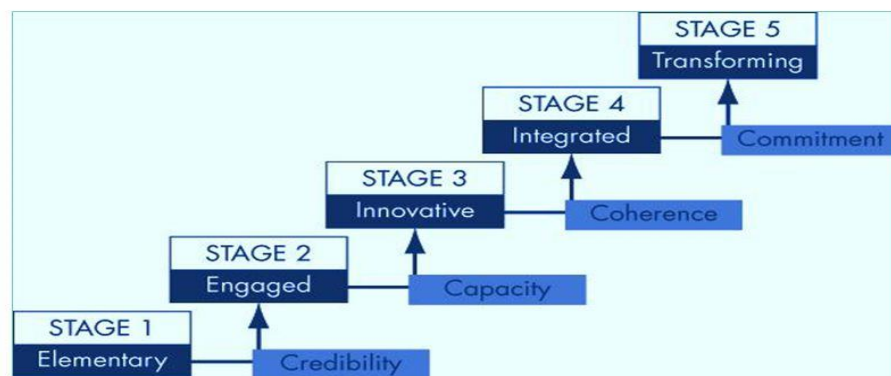 STAGE 5
Transforming
STAGE 4
Integrated
Commitment
STAGE 3
Innovative
Coherence
STAGE 2
Engaged
Capacity
STAGE 1
Elementary
Credibility